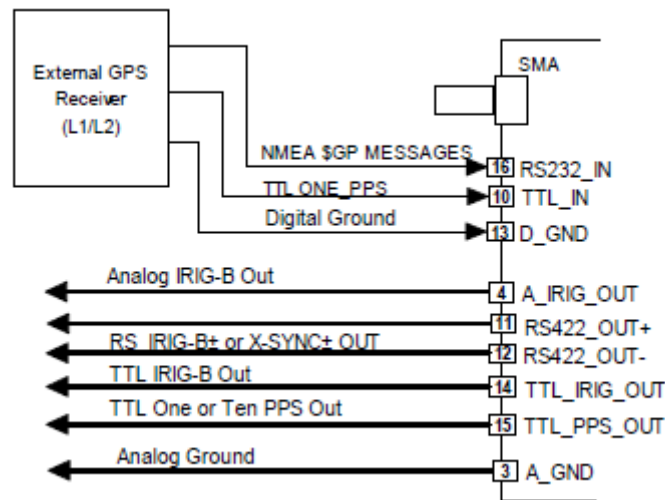 External GPS
Receiver
(L1/L2)
SMA
NMEA $GP MESSAGES
16 RS232_IN
TTL ONE_PPS
10 TTL_IN
Digital Ground
13 D_GND
Analog IRIG-B Out
4 A_IRIG_OUT
11 RS422_OUT+
RS IRIG-B± or X-SYNC± OUT
12 RS422_OUT-
TTL IRIG-B Out
14 TTL_IRIG_OUT
TTL One or Ten PPS Out
15 TTL_PPS_OUT
Analog Ground
3 A_GND